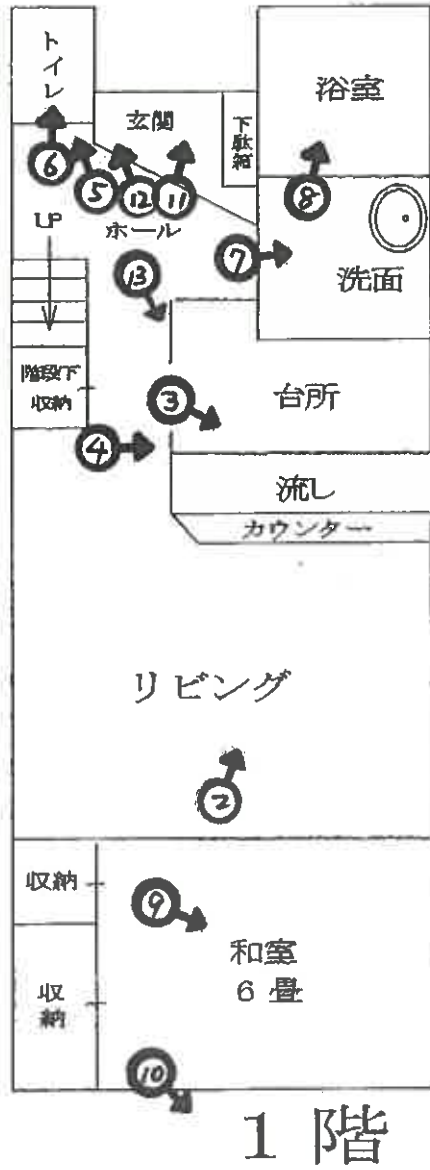 トイレ
玄関
下駄箱
浴室
⑥
⑤
⑫
⑪
⑧
UP
ホール
⑦
洗面
⑬
階段下
収納
③
台所
④
流し
カウンター
リビング
②
収納
⑨
和室
6畳
収納
⑩
1階